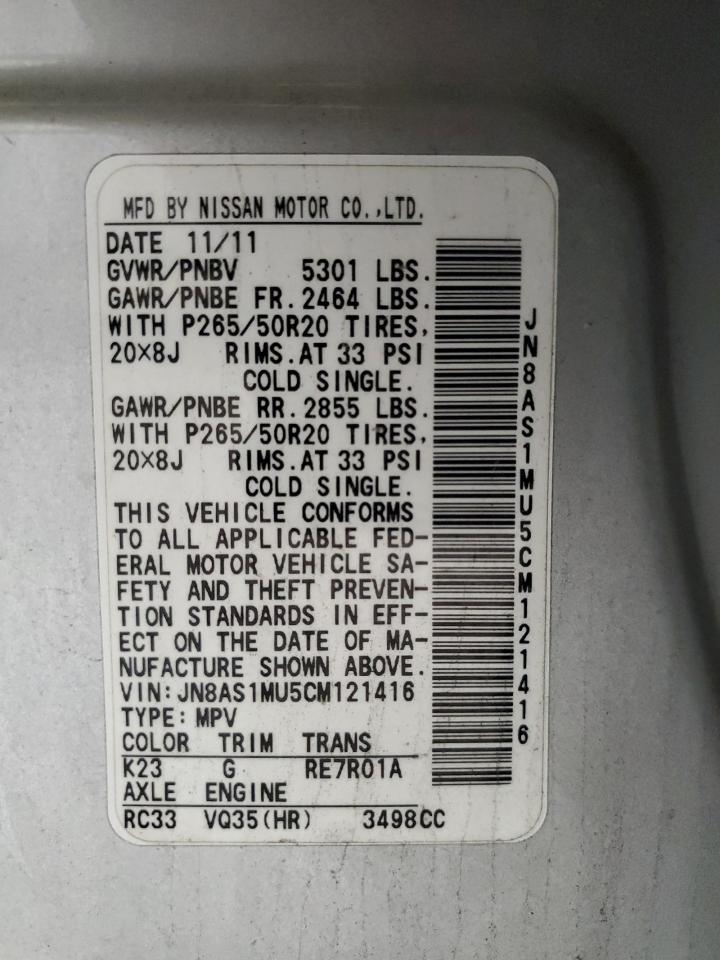 MFD BY NISSAN MOTOR CO.,LTD.
DATE 11/11
GVWR/PNBV 5301 LBS.
GAWR/PNBE FR.2464 LBS.
WITH P265/50R20 TIRES,
20×8J RIMS.AT 33 PSI
COLD SINGLE.
GAWR/PNBE RR.2855 LBS.
WITH P265/50R20 TIRES,
20×8J RIMS.AT 33 PSI
COLD SINGLE.
THIS VEHICLE CONFORMS
TO ALL APPLICABLE FED-
ERAL MOTOR VEHICLE SA-
FETY AND THEFT PREVEN-
TION STANDARDS IN EFF-
ECT ON THE DATE OF MA-
NUFACTURE SHOWN ABOVE.
VIN:JN8AS1MU5CM121416
TYPE:MPV
COLOR TRIM TRANS
K23 G RE7R01A
AXLE ENGINE
RC33 VQ35(HR) 3498CC
JN8AS1MU5CM121416